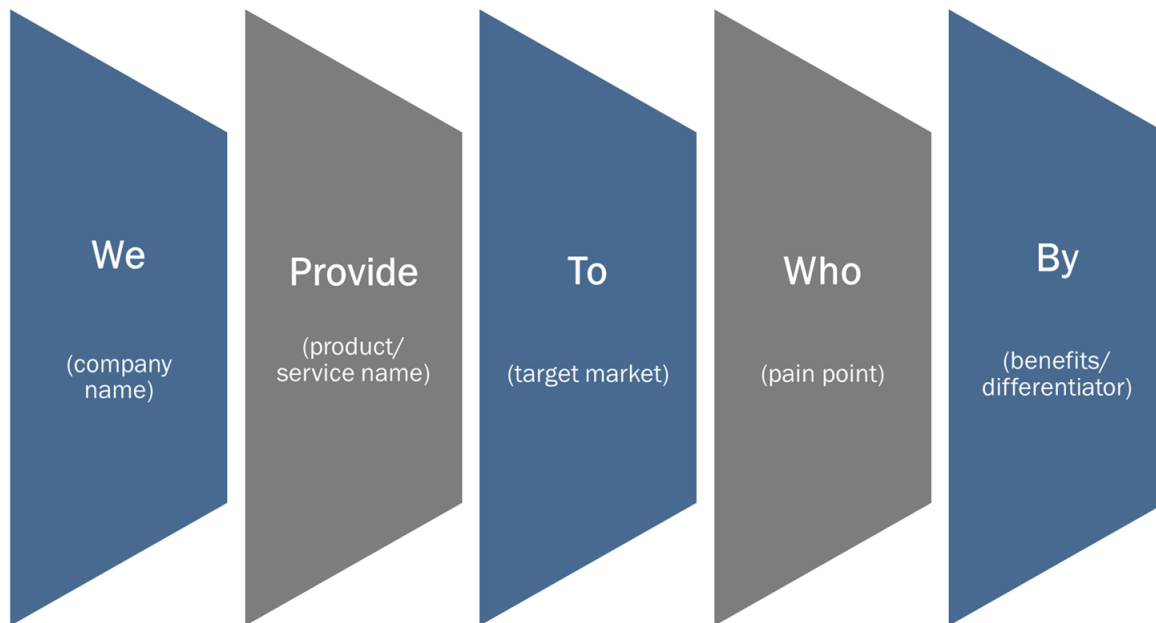 We
(company
name)
Provide
(product/
service name)
To
(target market)
Who
(pain point)
By
(benefits/
differentiator)